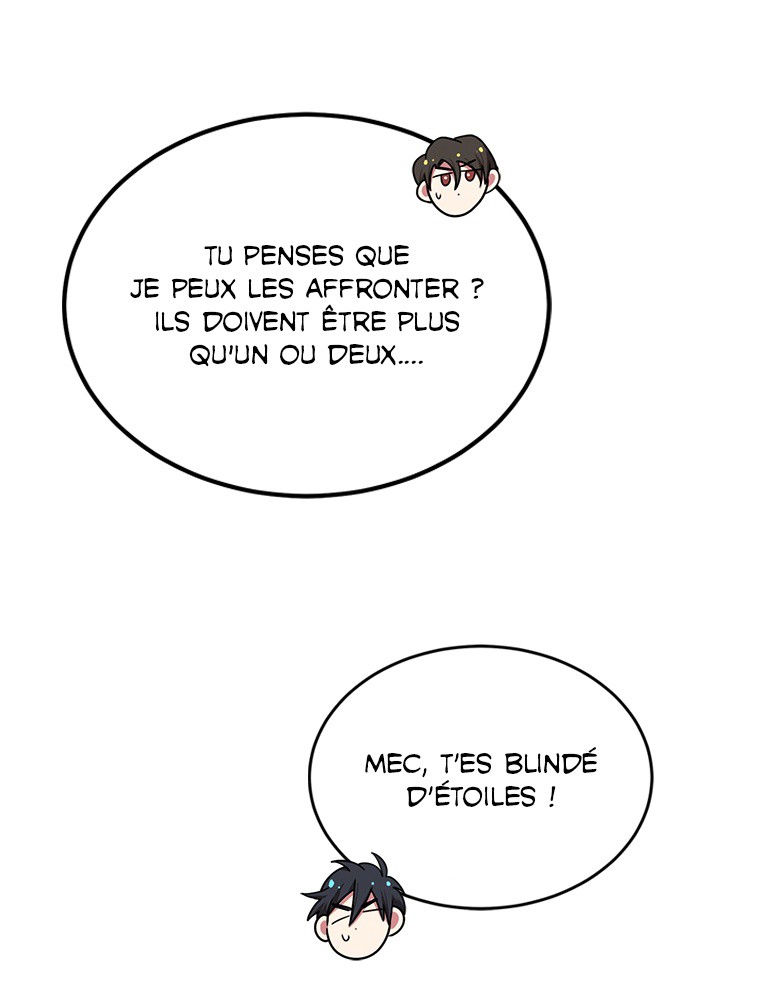 TU PENSES QUE
JE PEUX LES AFFRONTER ?
ILS DOIVENT ÊTRE PLUS
QU'UN OU DEUX....
MEC, T'ES BLINDÉ
D'ÉTOILES !